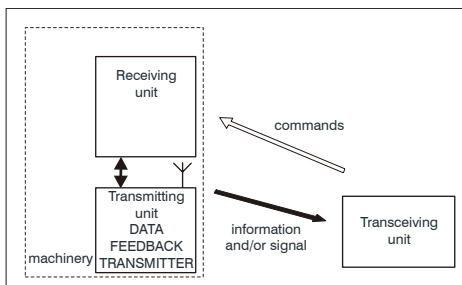 Receiving
unit
commands
Transmitting
unit
DATA
FEEDBACK
TRANSMITTER
machinery
information
and/or signal
Transceiving
unit